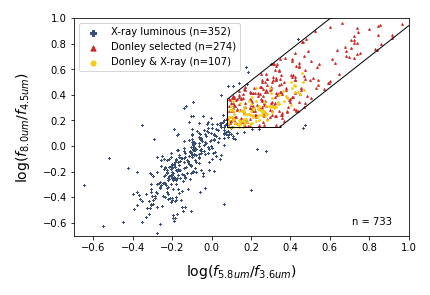 1.0
0.8
0.6
0.4
0.2
0.0
−0.2
−0.4
−0.6
log(f8.0um/f4.5um)
X-ray luminous (n=352)
Donley selected (n=274)
Donley & X-ray (n=107)
n = 733
−0.6 −0.4 −0.2 0.0 0.2 0.4 0.6 0.8 1.0
log(f5.8um/f3.6um)